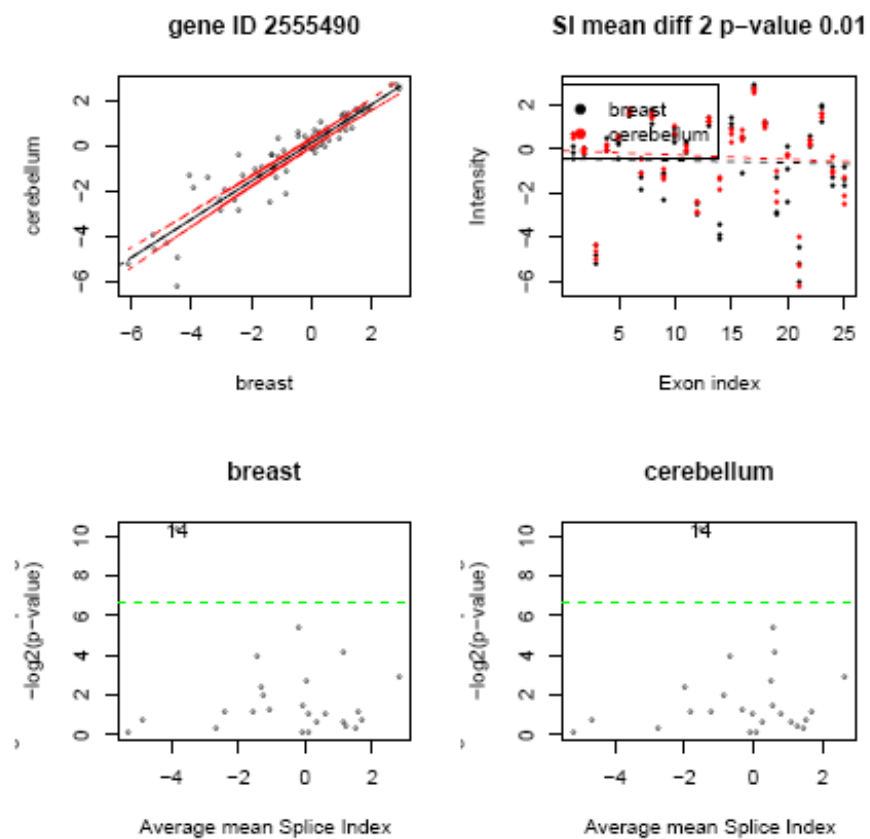 gene ID 2555490
cerebellum
2
0
−2
−4
−6
−6 −4 −2 0 2
breast
SI mean diff 2 p−value 0.01
Intensity
2
0
−2
−4
−6
breast
cerebellum
5 10 15 20 25
Exon index
breast
−log2(p−value)
10
8
6
4
2
0
14
−4 −2 0 2
Average mean Splice Index
cerebellum
−log2(p−value)
10
8
6
4
2
0
14
−4 −2 0 2
Average mean Splice Index